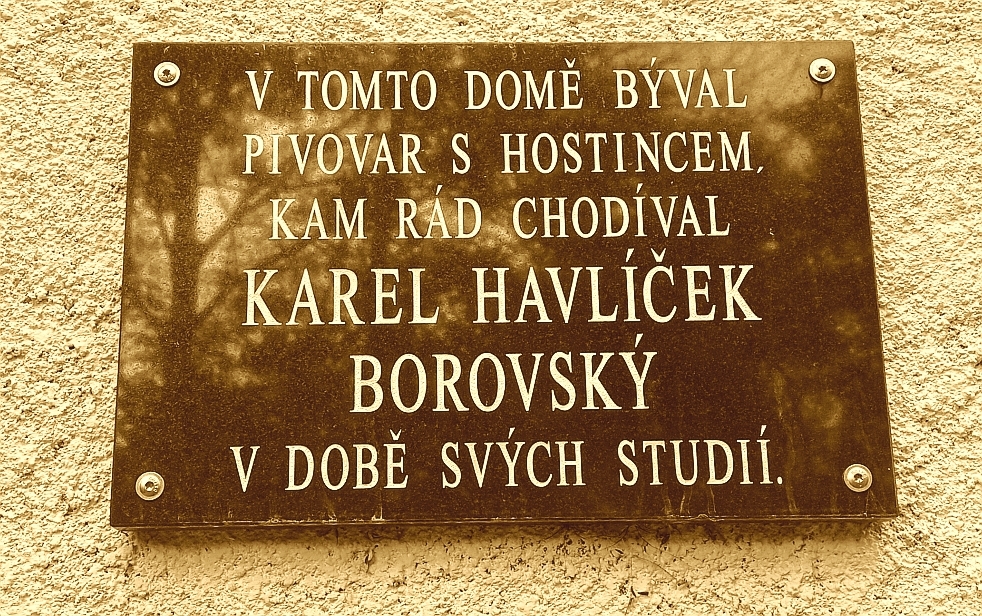 V TOMTO DOMĚ BÝVAL
PIVOVAR S HOSTINCEM,
KAM RÁD CHODÍVAL
KAREL HAVLÍČEK
BOROVSKÝ
V DOBĚ SVÝCH STUDIÍ.